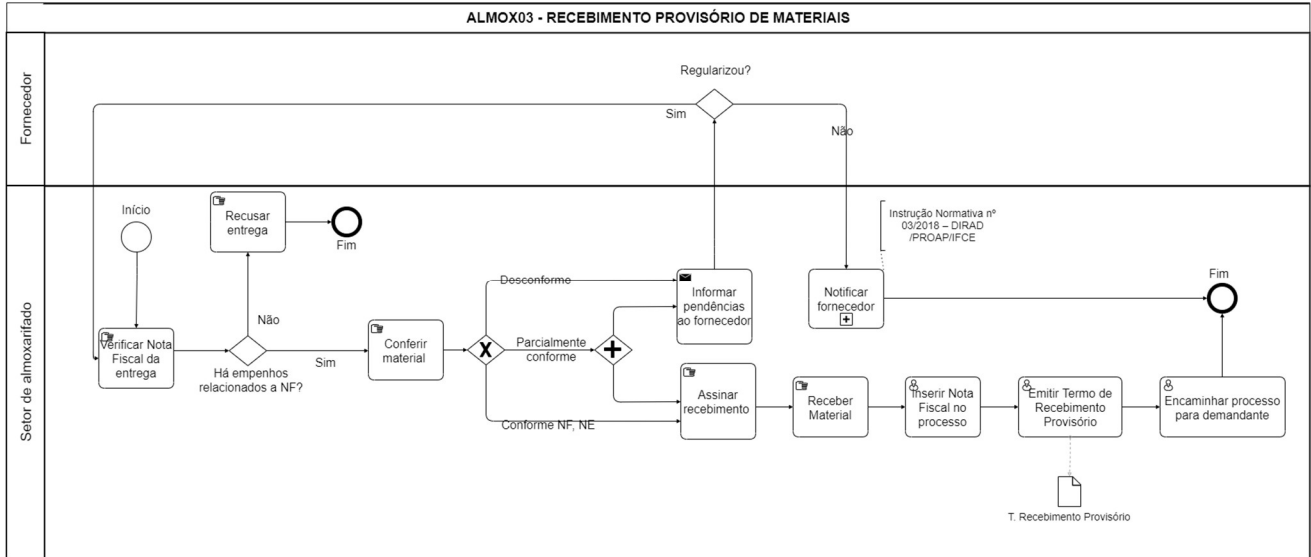 ALMOX03 - RECEBIMENTO PROVISÓRIO DE MATERIAIS
Fornecedor
Regularizou?
Sim
Não
Setor de almoxarifado
Início
Recusar
entrega
Fim
Instrução Normativa nº
03/2018 – DIRAD
/PROAP/IFCE
Verificar Nota
Fiscal da
entrega
Não
Há empenhos
relacionados a NF?
Sim
Conferir
material
X
Desconforme
Parcialmente
conforme
Conforme NF, NE
Informar
pendências
ao fornecedor
Notificar
fornecedor
Fim
Assinar
recebimento
Receber
Material
Inserir Nota
Fiscal no
processo
Emitir Termo de
Recebimento
Provisório
Encaminhar processo
para demandante
T. Recebimento Provisório